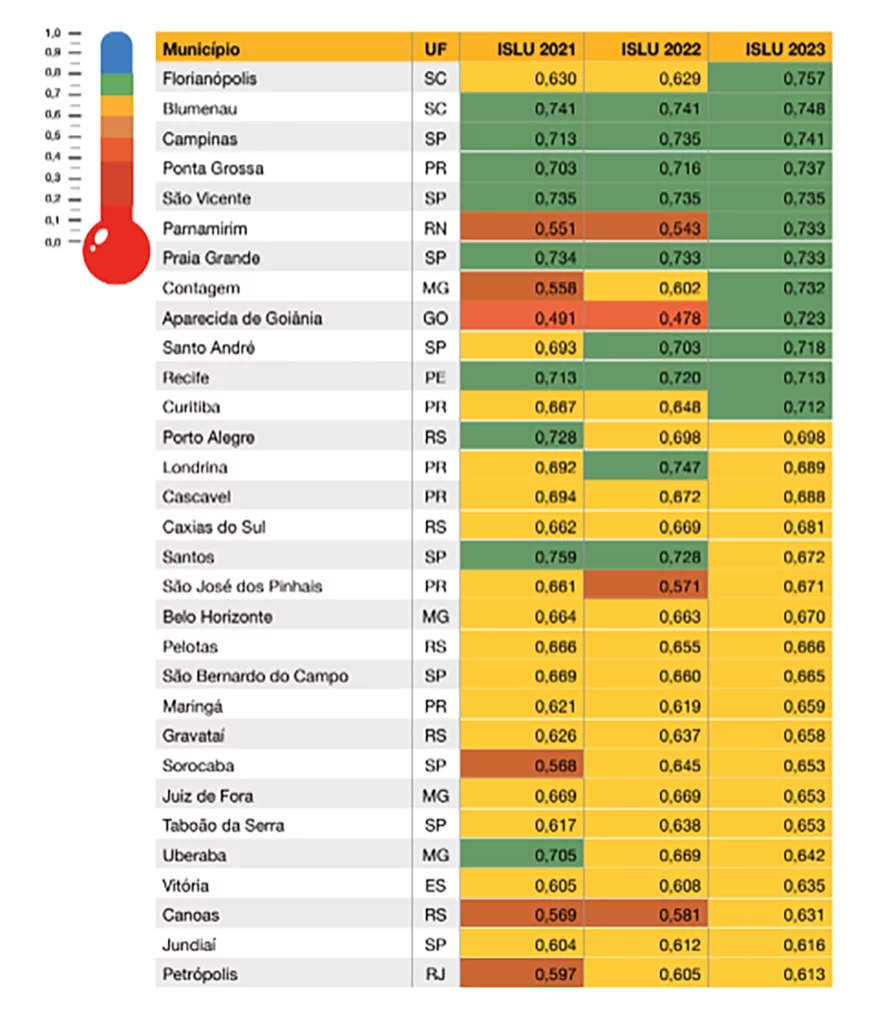 1,0
0,9
0,8
0,7
0,6
0,5
0,4
0,3
0,2
0,1
0,0
Município UF ISLU 2021 ISLU 2022 ISLU 2023
Florianópolis SC 0,630 0,629 0,757
Blumenau SC 0,741 0,741 0,748
Campinas SP 0,713 0,735 0,741
Ponta Grossa PR 0,703 0,716 0,737
São Vicente SP 0,735 0,735 0,735
Parnamirim RN 0,551 0,543 0,733
Praia Grande SP 0,734 0,733 0,733
Contagem MG 0,558 0,602 0,732
Aparecida de Goiânia GO 0,491 0,478 0,723
Santo André SP 0,693 0,703 0,718
Recife PE 0,713 0,720 0,713
Curitiba PR 0,667 0,648 0,712
Porto Alegre RS 0,728 0,698 0,698
Londrina PR 0,692 0,747 0,689
Cascavel PR 0,694 0,672 0,688
Caxias do Sul RS 0,662 0,669 0,681
Santos SP 0,759 0,728 0,672
São José dos Pinhais PR 0,661 0,571 0,671
Belo Horizonte MG 0,664 0,663 0,670
Pelotas RS 0,666 0,655 0,666
São Bernardo do Campo SP 0,669 0,660 0,665
Maringá PR 0,621 0,619 0,659
Gravataí RS 0,626 0,637 0,658
Sorocaba SP 0,568 0,645 0,653
Juiz de Fora MG 0,669 0,669 0,653
Taboão da Serra SP 0,617 0,638 0,653
Uberaba MG 0,705 0,669 0,642
Vitória ES 0,605 0,608 0,635
Canoas RS 0,569 0,581 0,631
Jundiaí SP 0,604 0,612 0,616
Petrópolis RJ 0,597 0,605 0,613